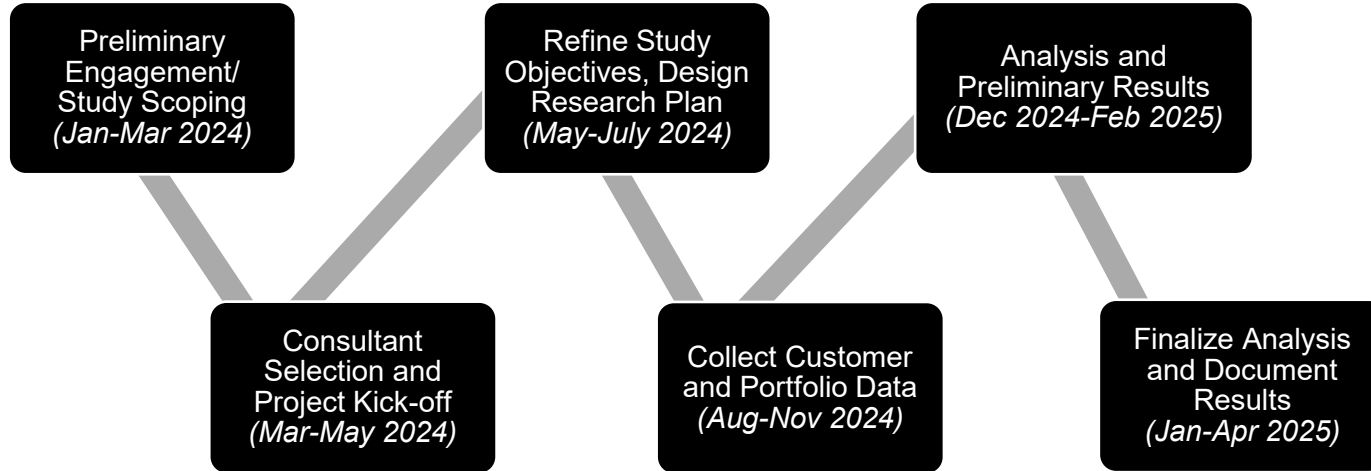 Preliminary
Engagement/
Study Scoping
(Jan-Mar 2024)
Consultant
Selection and
Project Kick-off
(Mar-May 2024)
Refine Study
Objectives, Design
Research Plan
(May-July 2024)
Collect Customer
and Portfolio Data
(Aug-Nov 2024)
Analysis and
Preliminary Results
(Dec 2024-Feb 2025)
Finalize Analysis
and Document
Results
(Jan-Apr 2025)